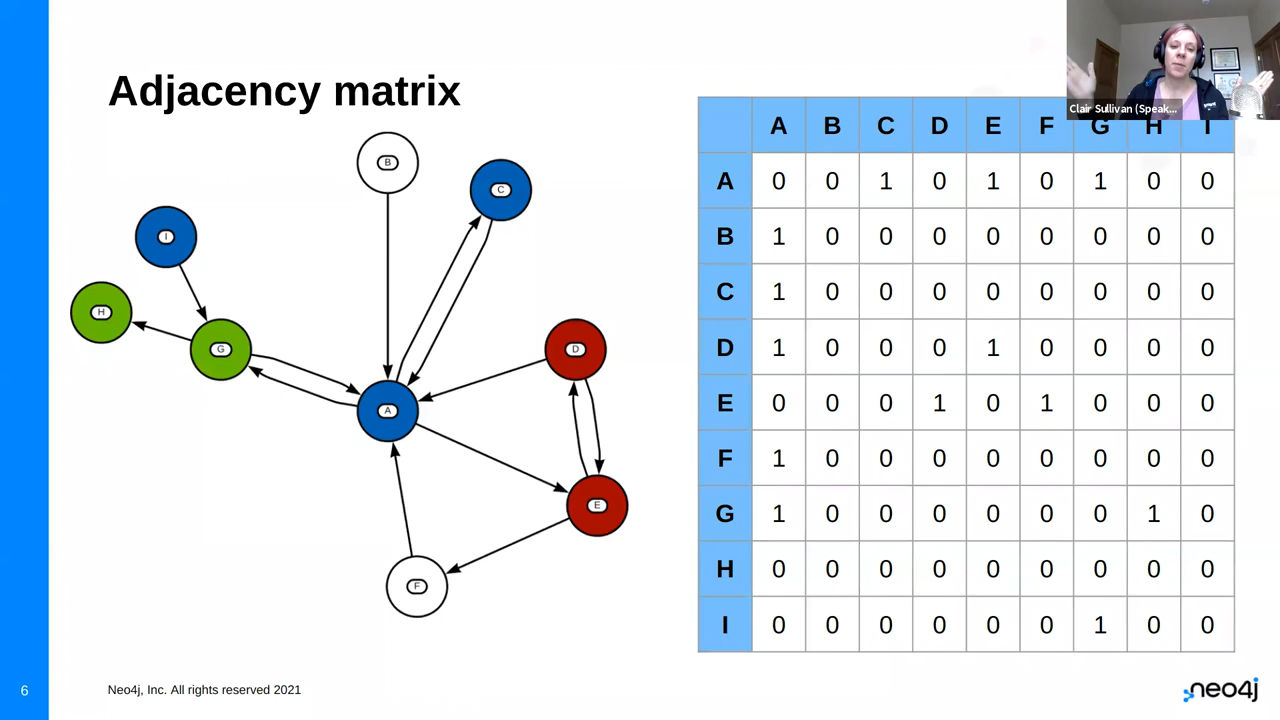 Adjacency matrix
Clair Sullivan (Speak...
B
C
I
H
G
D
A
E
F
A B C D E F G H I
A 0 0 1 0 1 0 1 0 0
B 1 0 0 0 0 0 0 0 0
C 1 0 0 0 0 0 0 0 0
D 1 0 0 0 1 0 0 0 0
E 0 0 0 1 0 1 0 0 0
F 1 0 0 0 0 0 0 0 0
G 1 0 0 0 0 0 0 1 0
H 0 0 0 0 0 0 0 0 0
I 0 0 0 0 0 0 1 0 0
6
Neo4j, Inc. All rights reserved 2021
neo4j